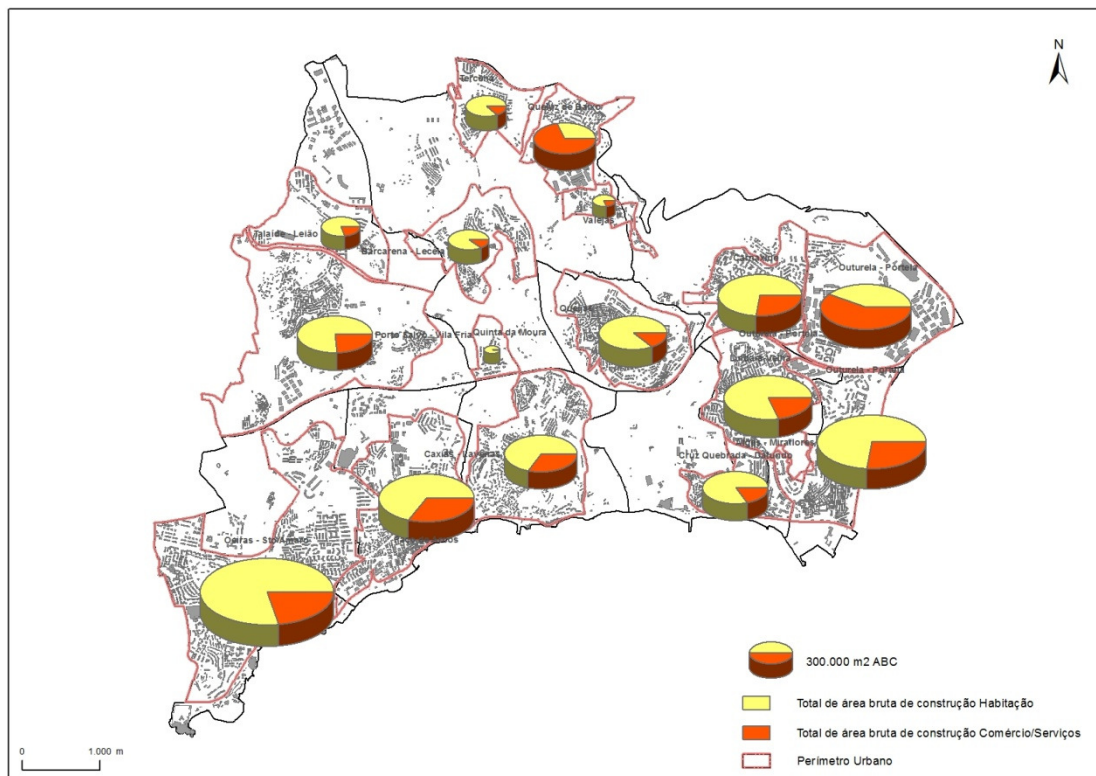 N
Tercena
Queluz de Baixo
Valejas
Talaíde - Leião
Barcarena - Leceia
Carnaxide
Outurela - Portela
Porto Salvo - Vila Fria
Quinta da Moura
Queijas
Outurela - Portela
Linda-a-Velha
Outurela - Portela
Algés - Miraflores
Caxias - Laveiras
Cruz Quebrada - Dafundo
Oeiras - Sto Amaro
300.000 m2 ABC
Total de área bruta de construção Habitação
Total de área bruta de construção Comércio/Serviços
Perímetro Urbano
0 1.000 m